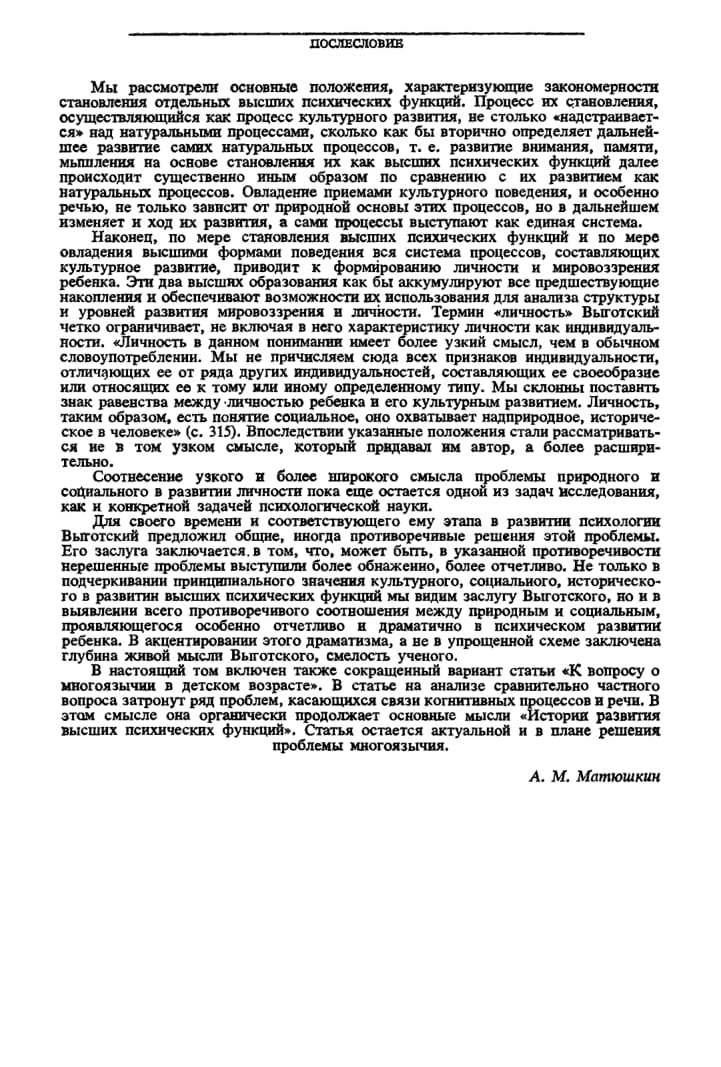 ПОСЛЕСЛОВИЕ
Мы рассмотрели основные положения, характеризующие закономерности
становления отдельных высших психических функций. Процесс их становления,
осуществляющийся как процесс культурного развития, не столько «надстраивает-
ся» над натуральными процессами, сколько как бы вторично определяет дальней-
шее развитие самих натуральных процессов, т. е. развитие внимания, памяти,
мышления на основе становления их как высших психических функций далее
происходит существенно иным образом по сравнению с их развитием как
натуральных процессов. Овладение приемами культурного поведения, и особенно
речью, не только зависит от природной основы этих процессов, но в дальнейшем
изменяет и ход их развития, а сами процессы выступают как единая система.
Наконец, по мере становления высших психических функций и по мере
овладения высшими формами поведения вся система процессов, составляющих
культурное развитие, приводит к формированию личности и мировоззрения
ребенка. Эти два высших образования как бы аккумулируют все предшествующие
накопления и обеспечивают возможности их использования для анализа структуры
и уровней развития мировоззрения и личности. Термин «личность» Выготский
четко ограничивает, не включая в него характеристику личности как индивидуаль-
ности. «Личность в данном понимании имеет более узкий смысл, чем в обычном
словоупотреблении. Мы не причисляем сюда всех признаков индивидуальности,
отличающих ее от ряда других индивидуальностей, составляющих ее своеобразие
или относящих ее к тому или иному определенному типу. Мы склонны поставить
знак равенства между личностью ребенка и его культурным развитием. Личность,
таким образом, есть понятие социальное, оно охватывает надприродное, историче-
ское в человеке» (с. 315). Впоследствии указанные положения стали рассматривать-
ся не в том узком смысле, который придавал им автор, а более расшири-
тельно.
Соотнесение узкого и более широкого смысла проблемы природного и
социального в развитии личности пока еще остается одной из задач исследования,
как и конкретной задачей психологической науки.
Для своего времени и соответствующего ему этапа в развитии психологии
Выготский предложил общие, иногда противоречивые решения этой проблемы.
Его заслуга заключается в том, что, может быть, в указанной противоречивости
нерешенные проблемы выступили более обнаженно, более отчетливо. Не только в
подчеркивании принципиального значения культурного, социального, историческо-
го в развитии высших психических функций мы видим заслугу Выготского, но и в
выявлении всего противоречивого соотношения между природным и социальным,
проявляющегося особенно отчетливо и драматично в психическом развитии
ребенка. В акцентировании этого драматизма, а не в упрощенной схеме заключена
глубина живой мысли Выготского, смелость ученого.
В настоящий том включен также сокращенный вариант статьи «К вопросу о
многоязычии в детском возрасте». В статье на анализе сравнительно частного
вопроса затронут ряд проблем, касающихся связи когнитивных процессов и речи. В
этом смысле она органически продолжает основные мысли «Истории развития
высших психических функций». Статья остается актуальной и в плане решения
проблемы многоязычия.
А. М. Матюшкин